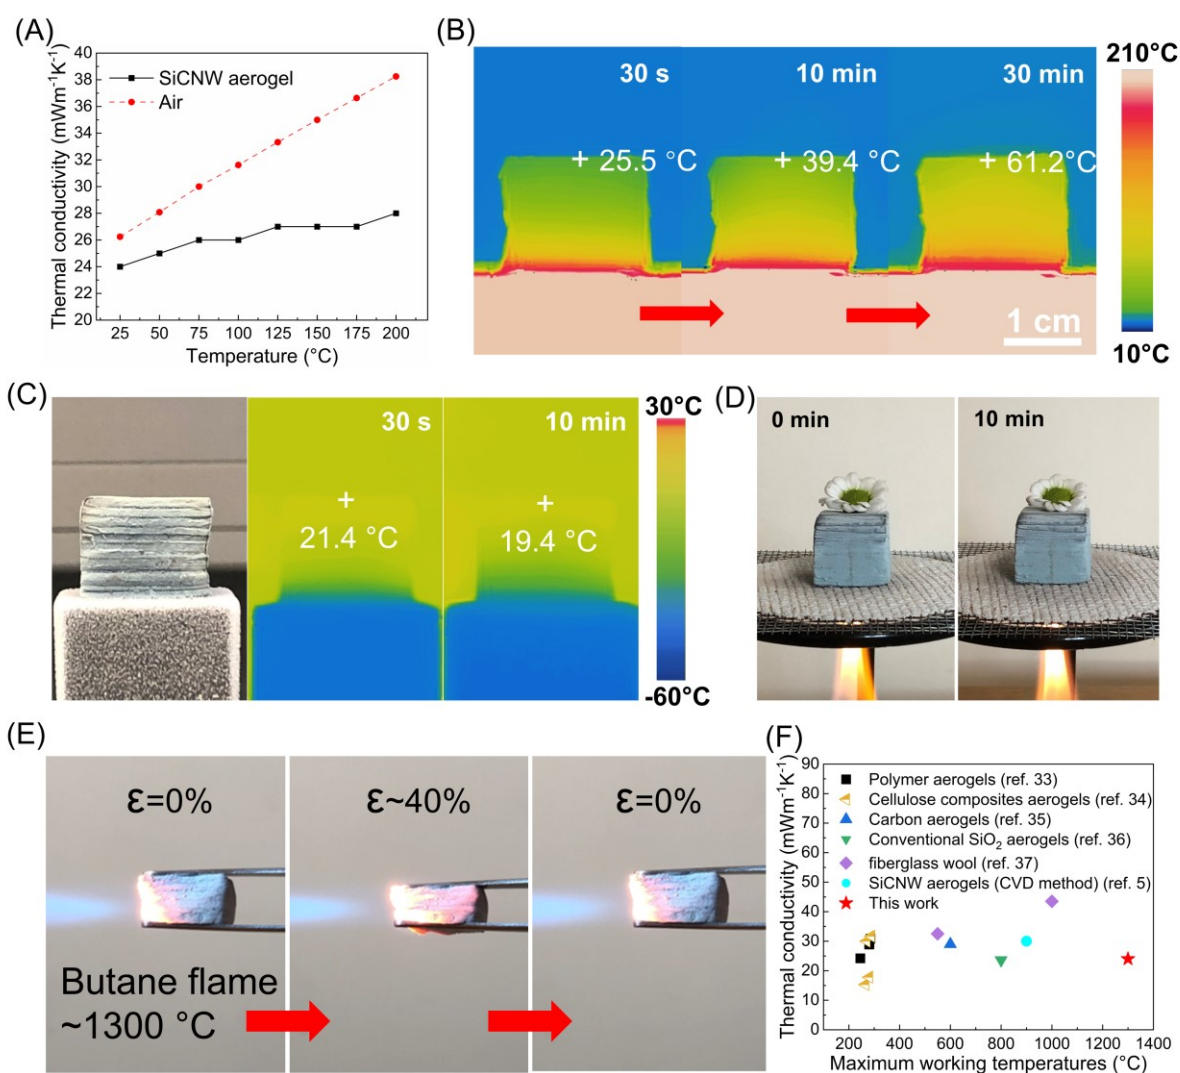 (A)
40
38
36
34
32
30
28
26
24
22
20
Thermal conductivity (mWm⁻¹K⁻¹)
SiCNW aerogel
Air
25 50 75 100 125 150 175 200
Temperature (°C)
(B)
30 s 10 min 30 min
+ 25.5 °C + 39.4 °C + 61.2°C
1 cm
210°C
10°C
(C)
30 s 10 min
+ +
21.4 °C 19.4 °C
30°C
-60°C
(D)
0 min 10 min
(E)
ε=0% ε~40% ε=0%
Butane flame
~1300 °C
(F)
90
80
70
60
50
40
30
20
10
0
Thermal conductivity (mWm⁻¹K⁻¹)
Polymer aerogels (ref. 33)
Cellulose composites aerogels (ref. 34)
Carbon aerogels (ref. 35)
Conventional SiO₂ aerogels (ref. 36)
fiberglass wool (ref. 37)
SiCNW aerogels (CVD method) (ref. 5)
This work
200 400 600 800 1000 1200 1400
Maximum working temperatures (°C)